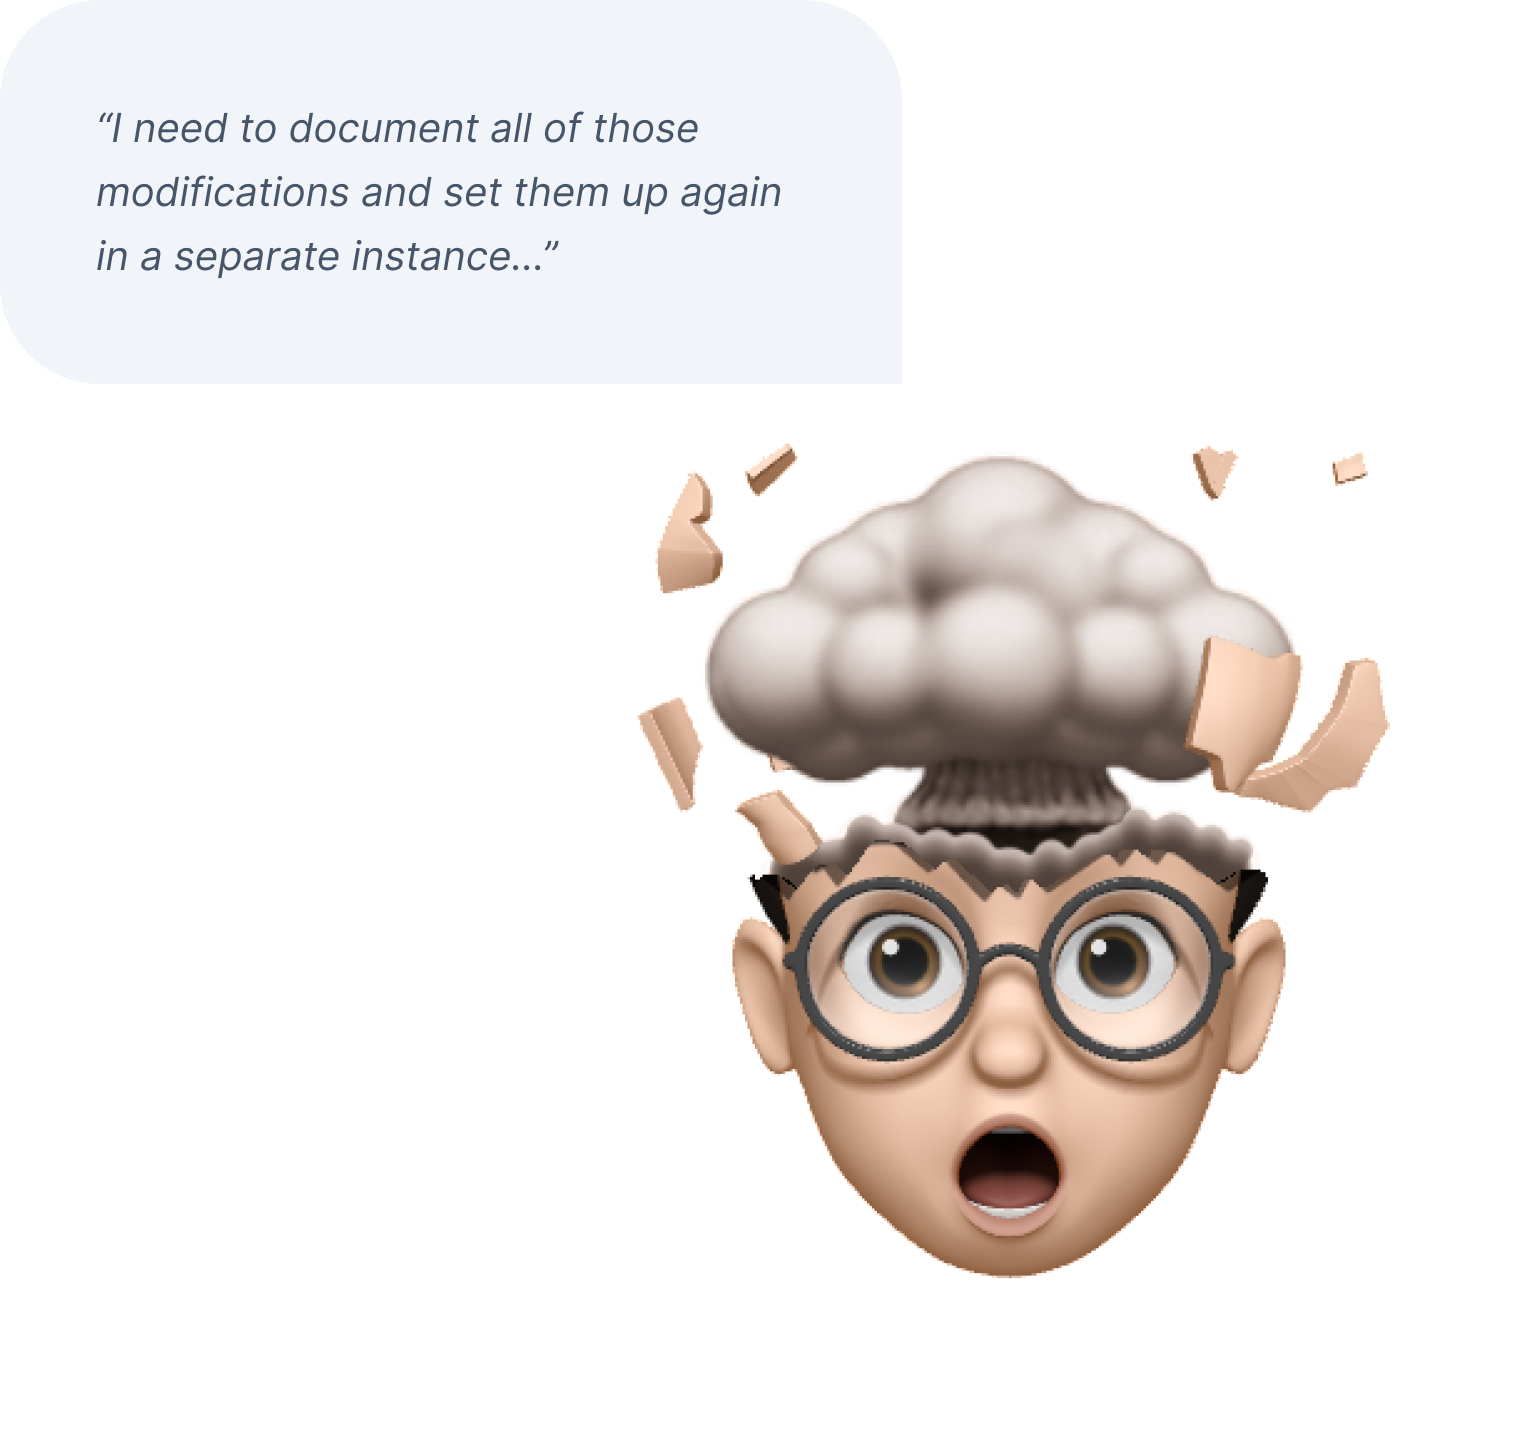 “I need to document all of those
modifications and set them up again
in a separate instance...”